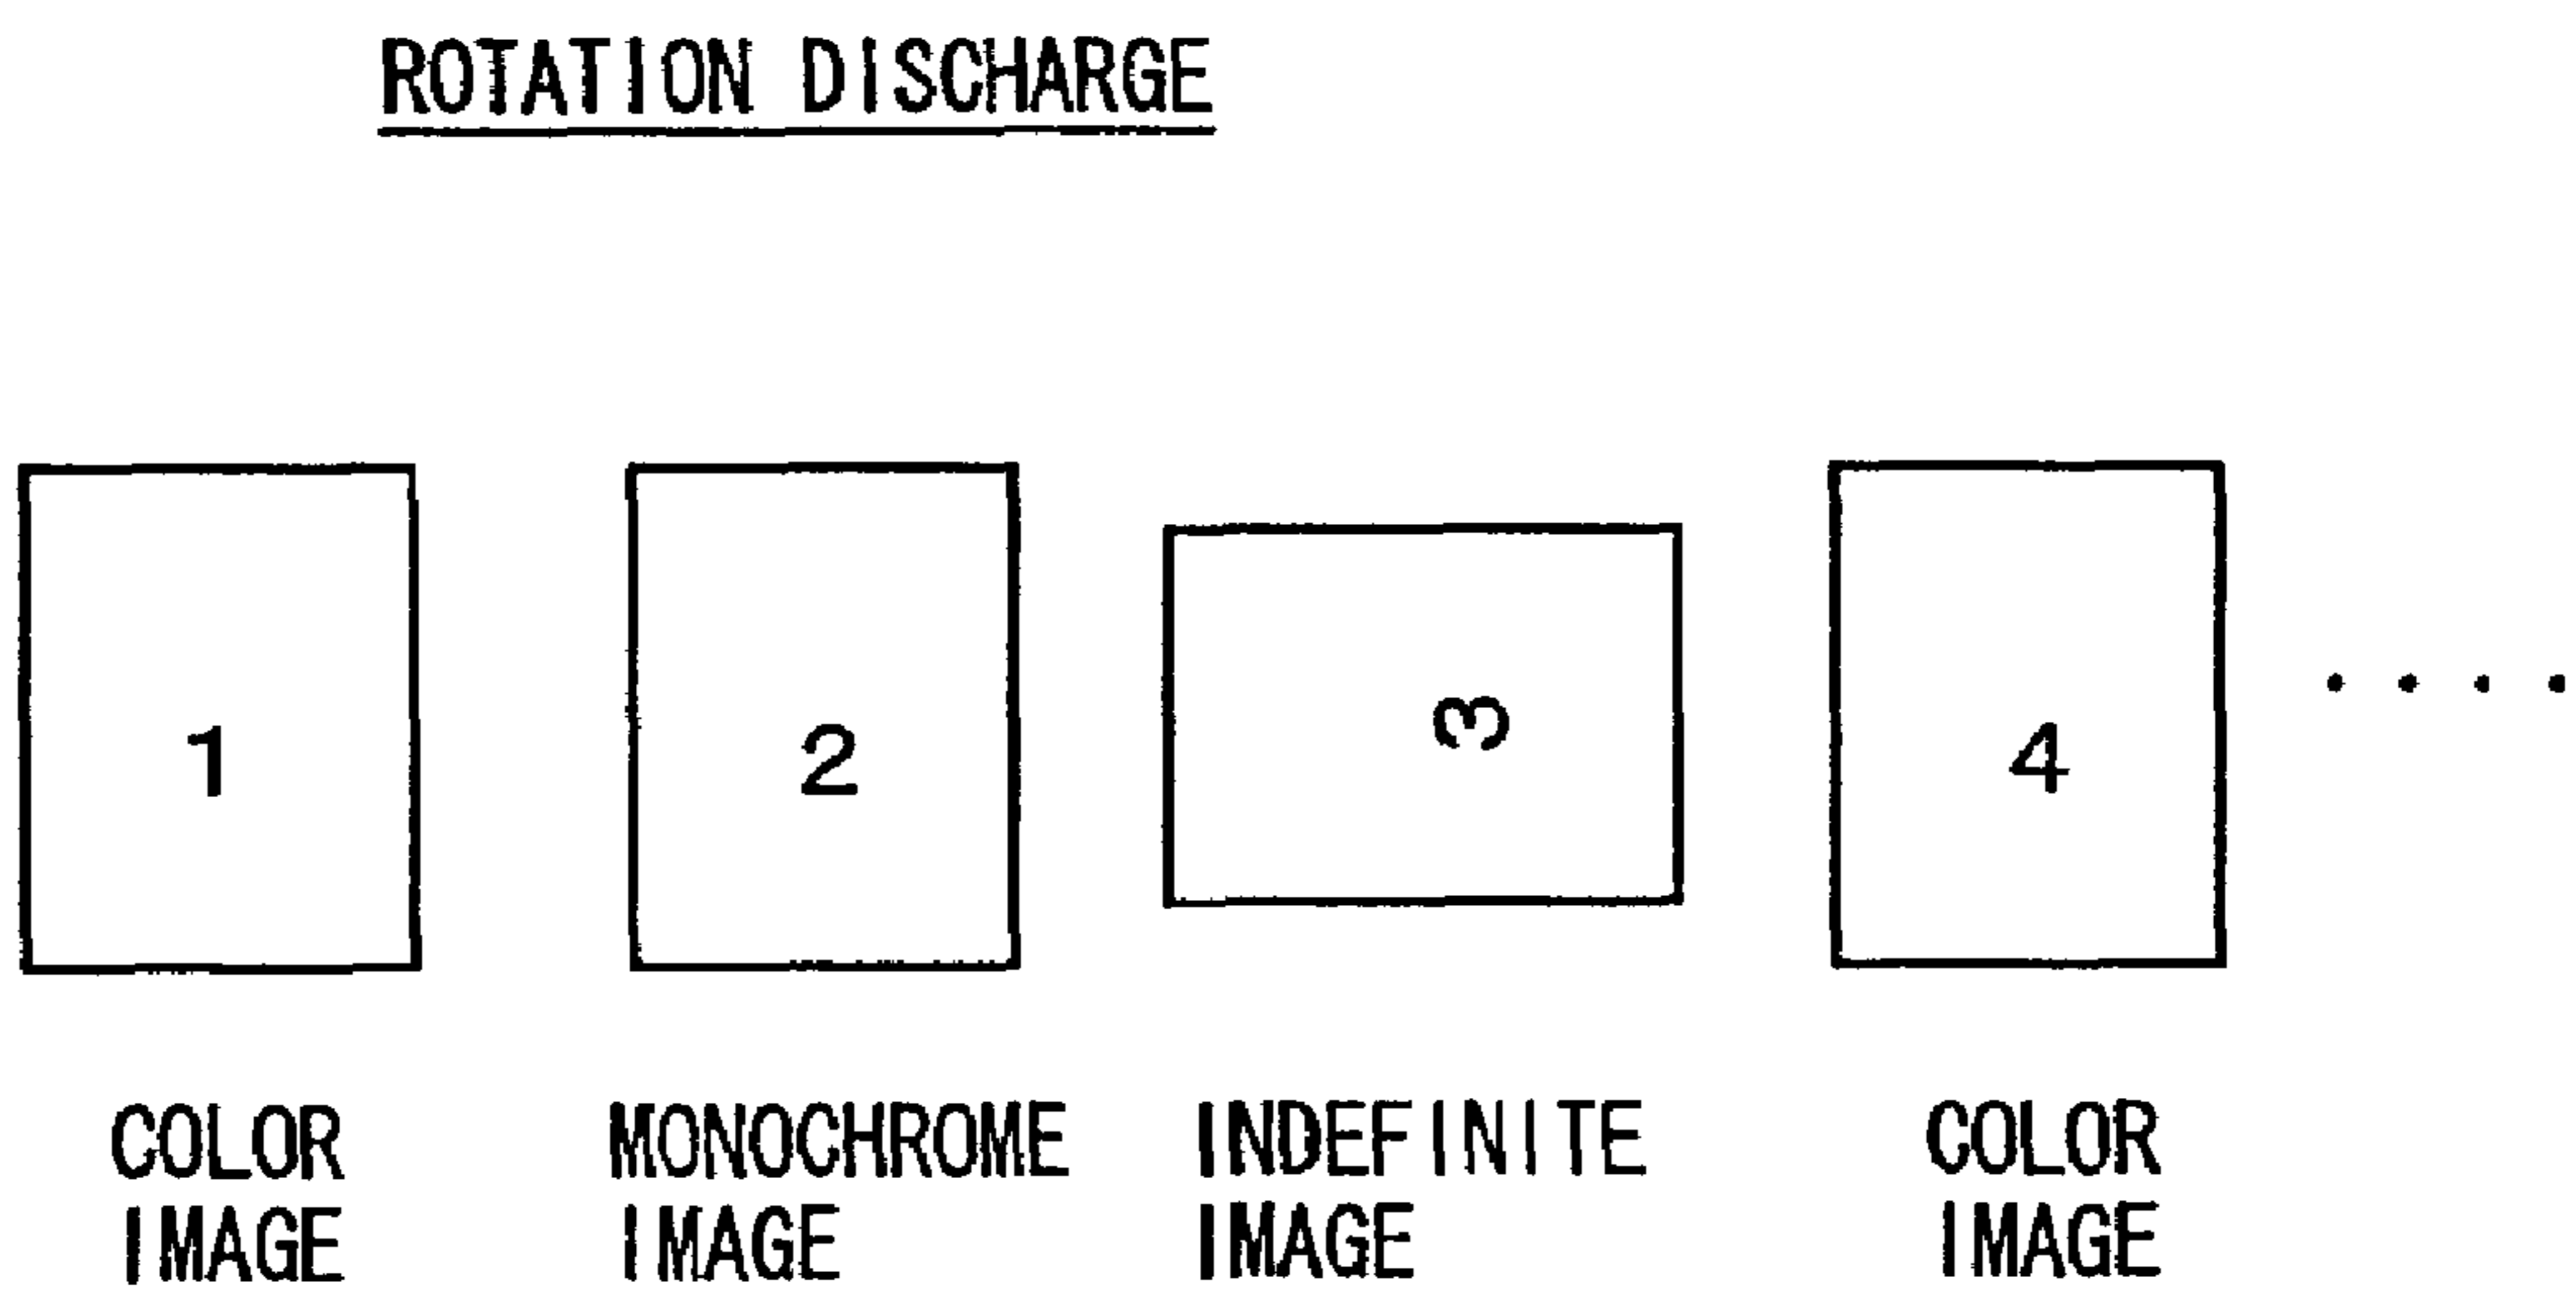 ROTATION DISCHARGE
1
2
3
4
COLOR
IMAGE
MONOCHROME
IMAGE
INDEFINITE
IMAGE
COLOR
IMAGE